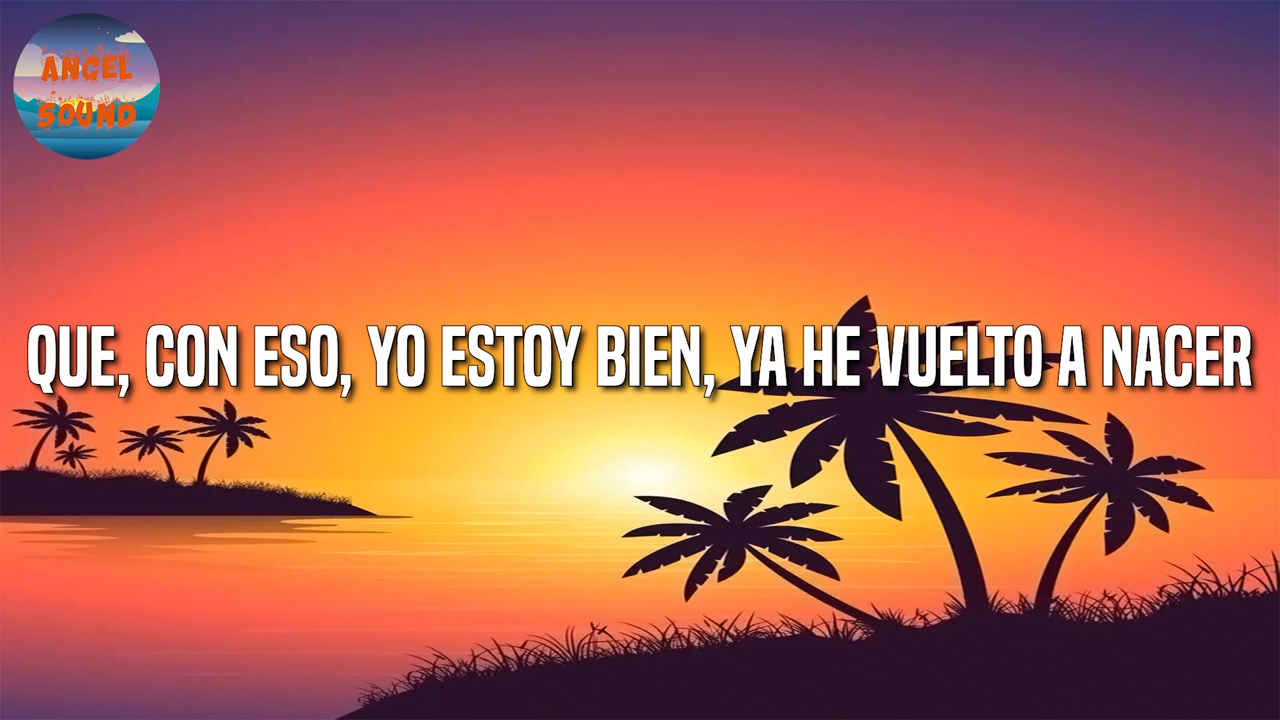 ANGEL
SOUND
QUE, CON ESO, YO ESTOY BIEN, YA HE VUELTO A NACER